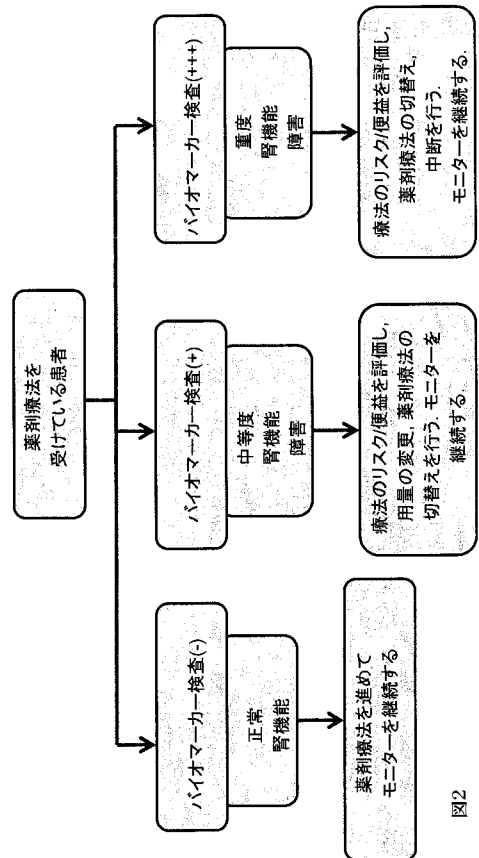 薬剤療法を
受けている患者
バイオマーカー検査(-)
正常
腎機能
薬剤療法を進めて
モニターを継続する
バイオマーカー検査(+)
中等度
腎機能
障害
療法のリスク/便益を評価し,
用量の変更, 薬剤療法の
切替えを行う. モニターを
継続する.
バイオマーカー検査(+++)
重度
腎機能
障害
療法のリスク/便益を評価し,
薬剤療法の切替え,
中断を行う.
モニターを継続する.
図2